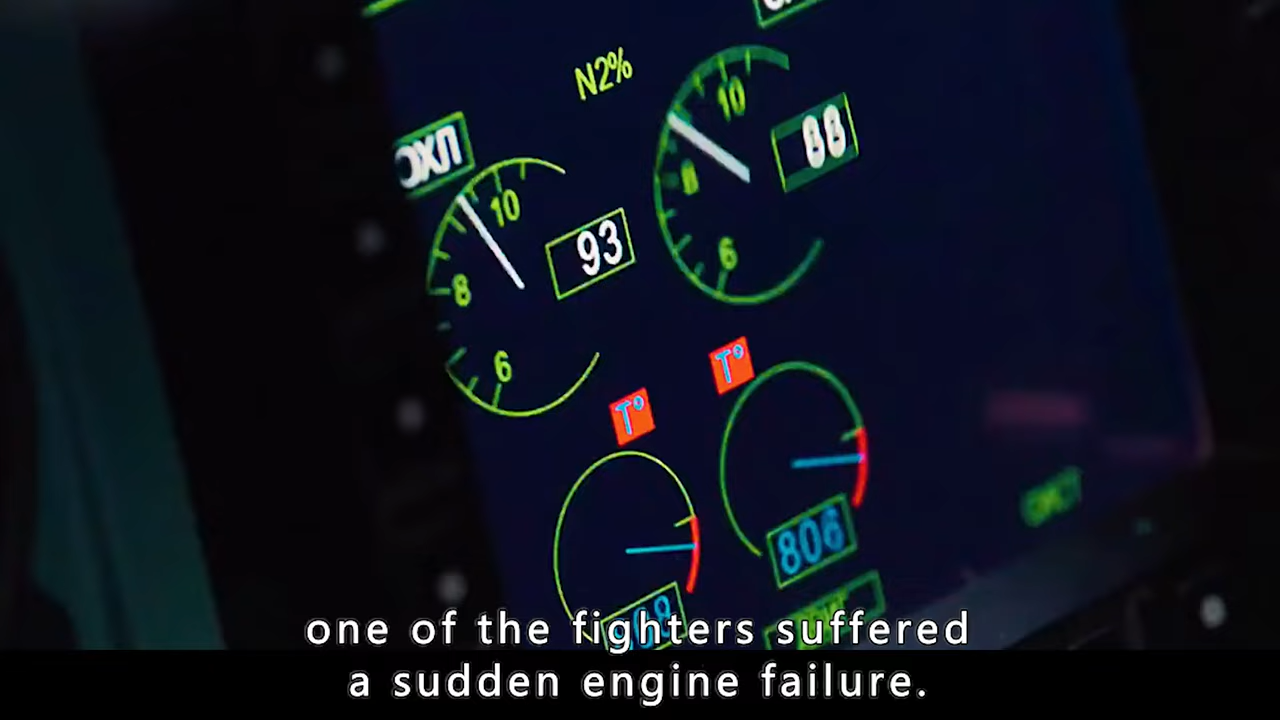 N2%
10
88
ОХЛ
10
93
8
8
6
6
T°
T°
806
one of the fighters suffered
a sudden engine failure.